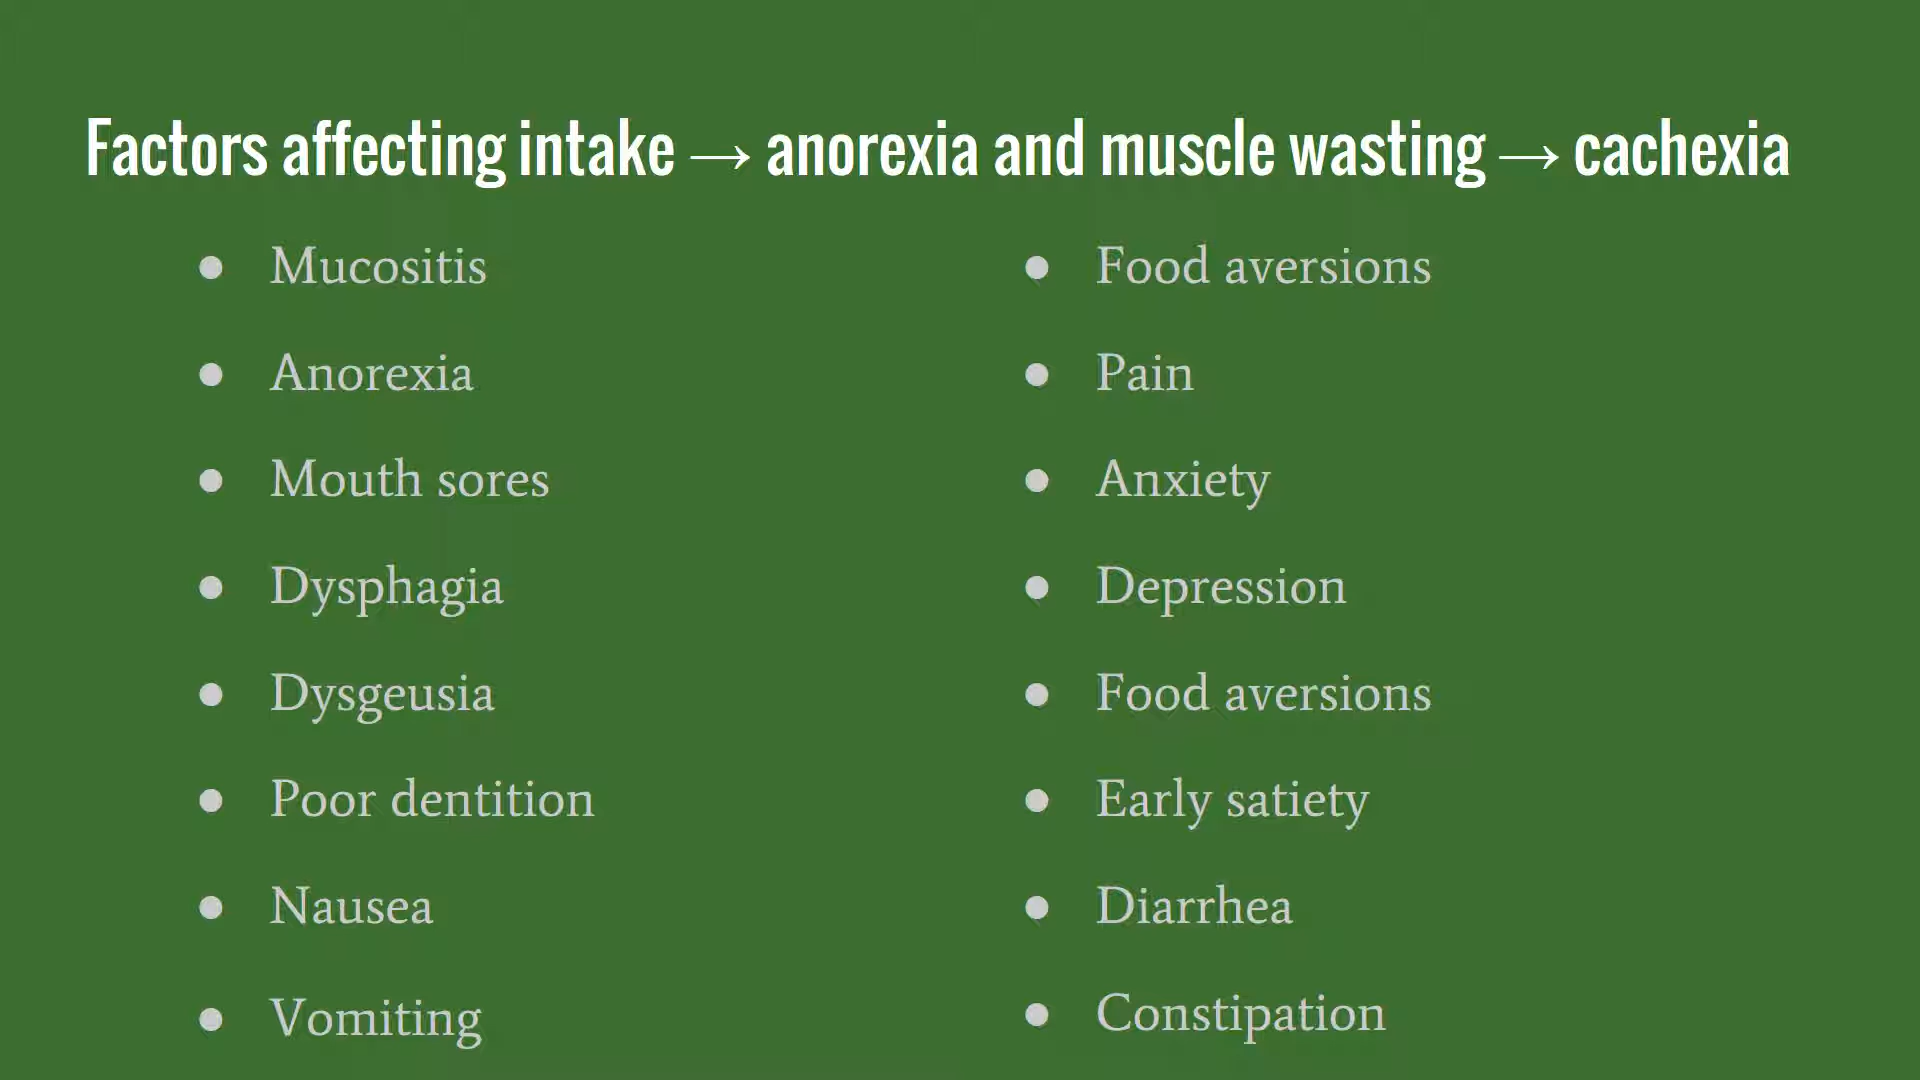 Factors affecting intake → anorexia and muscle wasting → cachexia
● Mucositis
● Anorexia
● Mouth sores
● Dysphagia
● Dysgeusia
● Poor dentition
● Nausea
● Vomiting
● Food aversions
● Pain
● Anxiety
● Depression
● Food aversions
● Early satiety
● Diarrhea
● Constipation